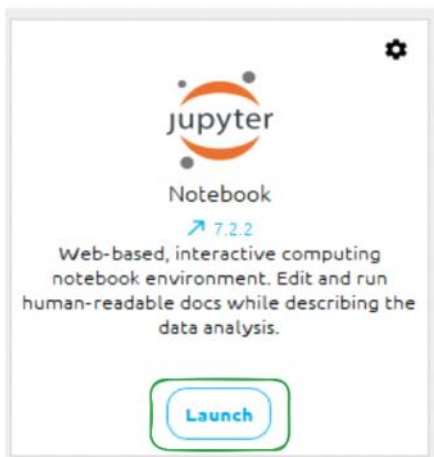 jupyter
Notebook
7.2.2
Web-based, interactive computing
notebook environment. Edit and run
human-readable docs while describing the
data analysis.
Launch